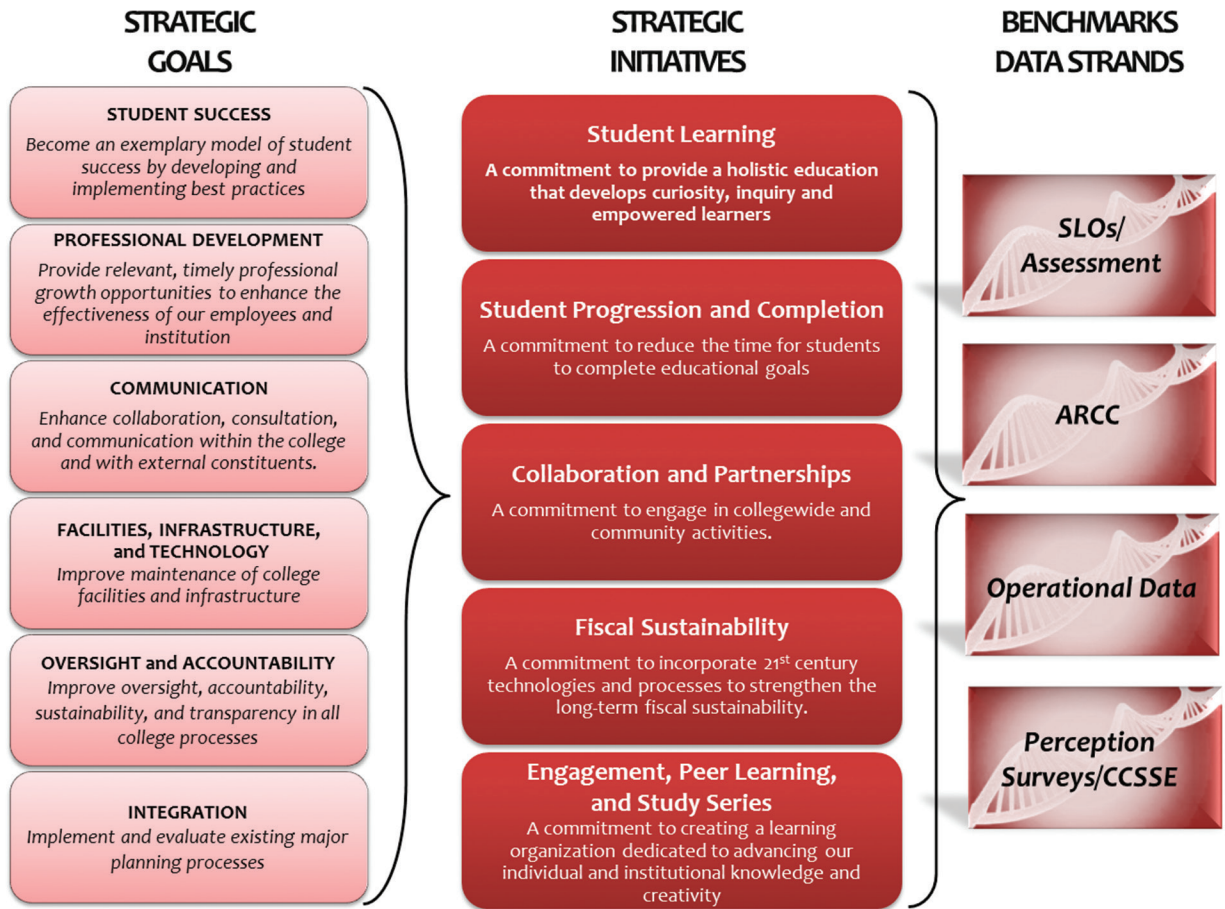 STRATEGIC
GOALS
STUDENT SUCCESS
Become an exemplary model of student
success by developing and
implementing best practices
PROFESSIONAL DEVELOPMENT
Provide relevant, timely professional
growth opportunities to enhance the
effectiveness of our employees and
institution
COMMUNICATION
Enhance collaboration, consultation,
and communication within the college
and with external constituents.
FACILITIES, INFRASTRUCTURE,
and TECHNOLOGY
Improve maintenance of college
facilities and infrastructure
OVERSIGHT and ACCOUNTABILITY
Improve oversight, accountability,
sustainability, and transparency in all
college processes
INTEGRATION
Implement and evaluate existing major
planning processes
STRATEGIC
INITIATIVES
Student Learning
A commitment to provide a holistic education
that develops curiosity, inquiry and
empowered learners
Student Progression and Completion
A commitment to reduce the time for students
to complete educational goals
Collaboration and Partnerships
A commitment to engage in collegewide and
community activities.
Fiscal Sustainability
A commitment to incorporate 21st century
technologies and processes to strengthen the
long-term fiscal sustainability.
Engagement, Peer Learning,
and Study Series
A commitment to creating a learning
organization dedicated to advancing our
individual and institutional knowledge and
creativity
BENCHMARKS
DATA STRANDS
SLOs/
Assessment
ARCC
Operational Data
Perception
Surveys/CCSSE